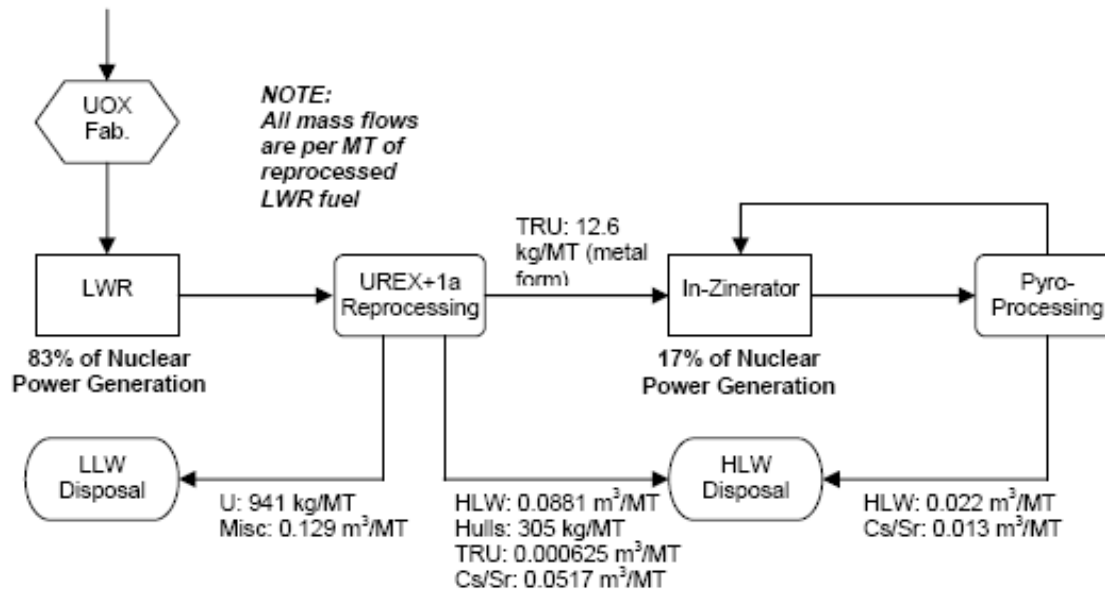 UOX
Fab.
NOTE:
All mass flows
are per MT of
reprocessed
LWR fuel
LWR
83% of Nuclear
Power Generation
UREX+1a
Reprocessing
TRU: 12.6
kg/MT (metal
form)
In-Zinerator
17% of Nuclear
Power Generation
Pyro-
Processing
LLW
Disposal
U: 941 kg/MT
Misc: 0.129 m³/MT
HLW: 0.0881 m³/MT
Hulls: 305 kg/MT
TRU: 0.000625 m³/MT
Cs/Sr: 0.0517 m³/MT
HLW
Disposal
HLW: 0.022 m³/MT
Cs/Sr: 0.013 m³/MT